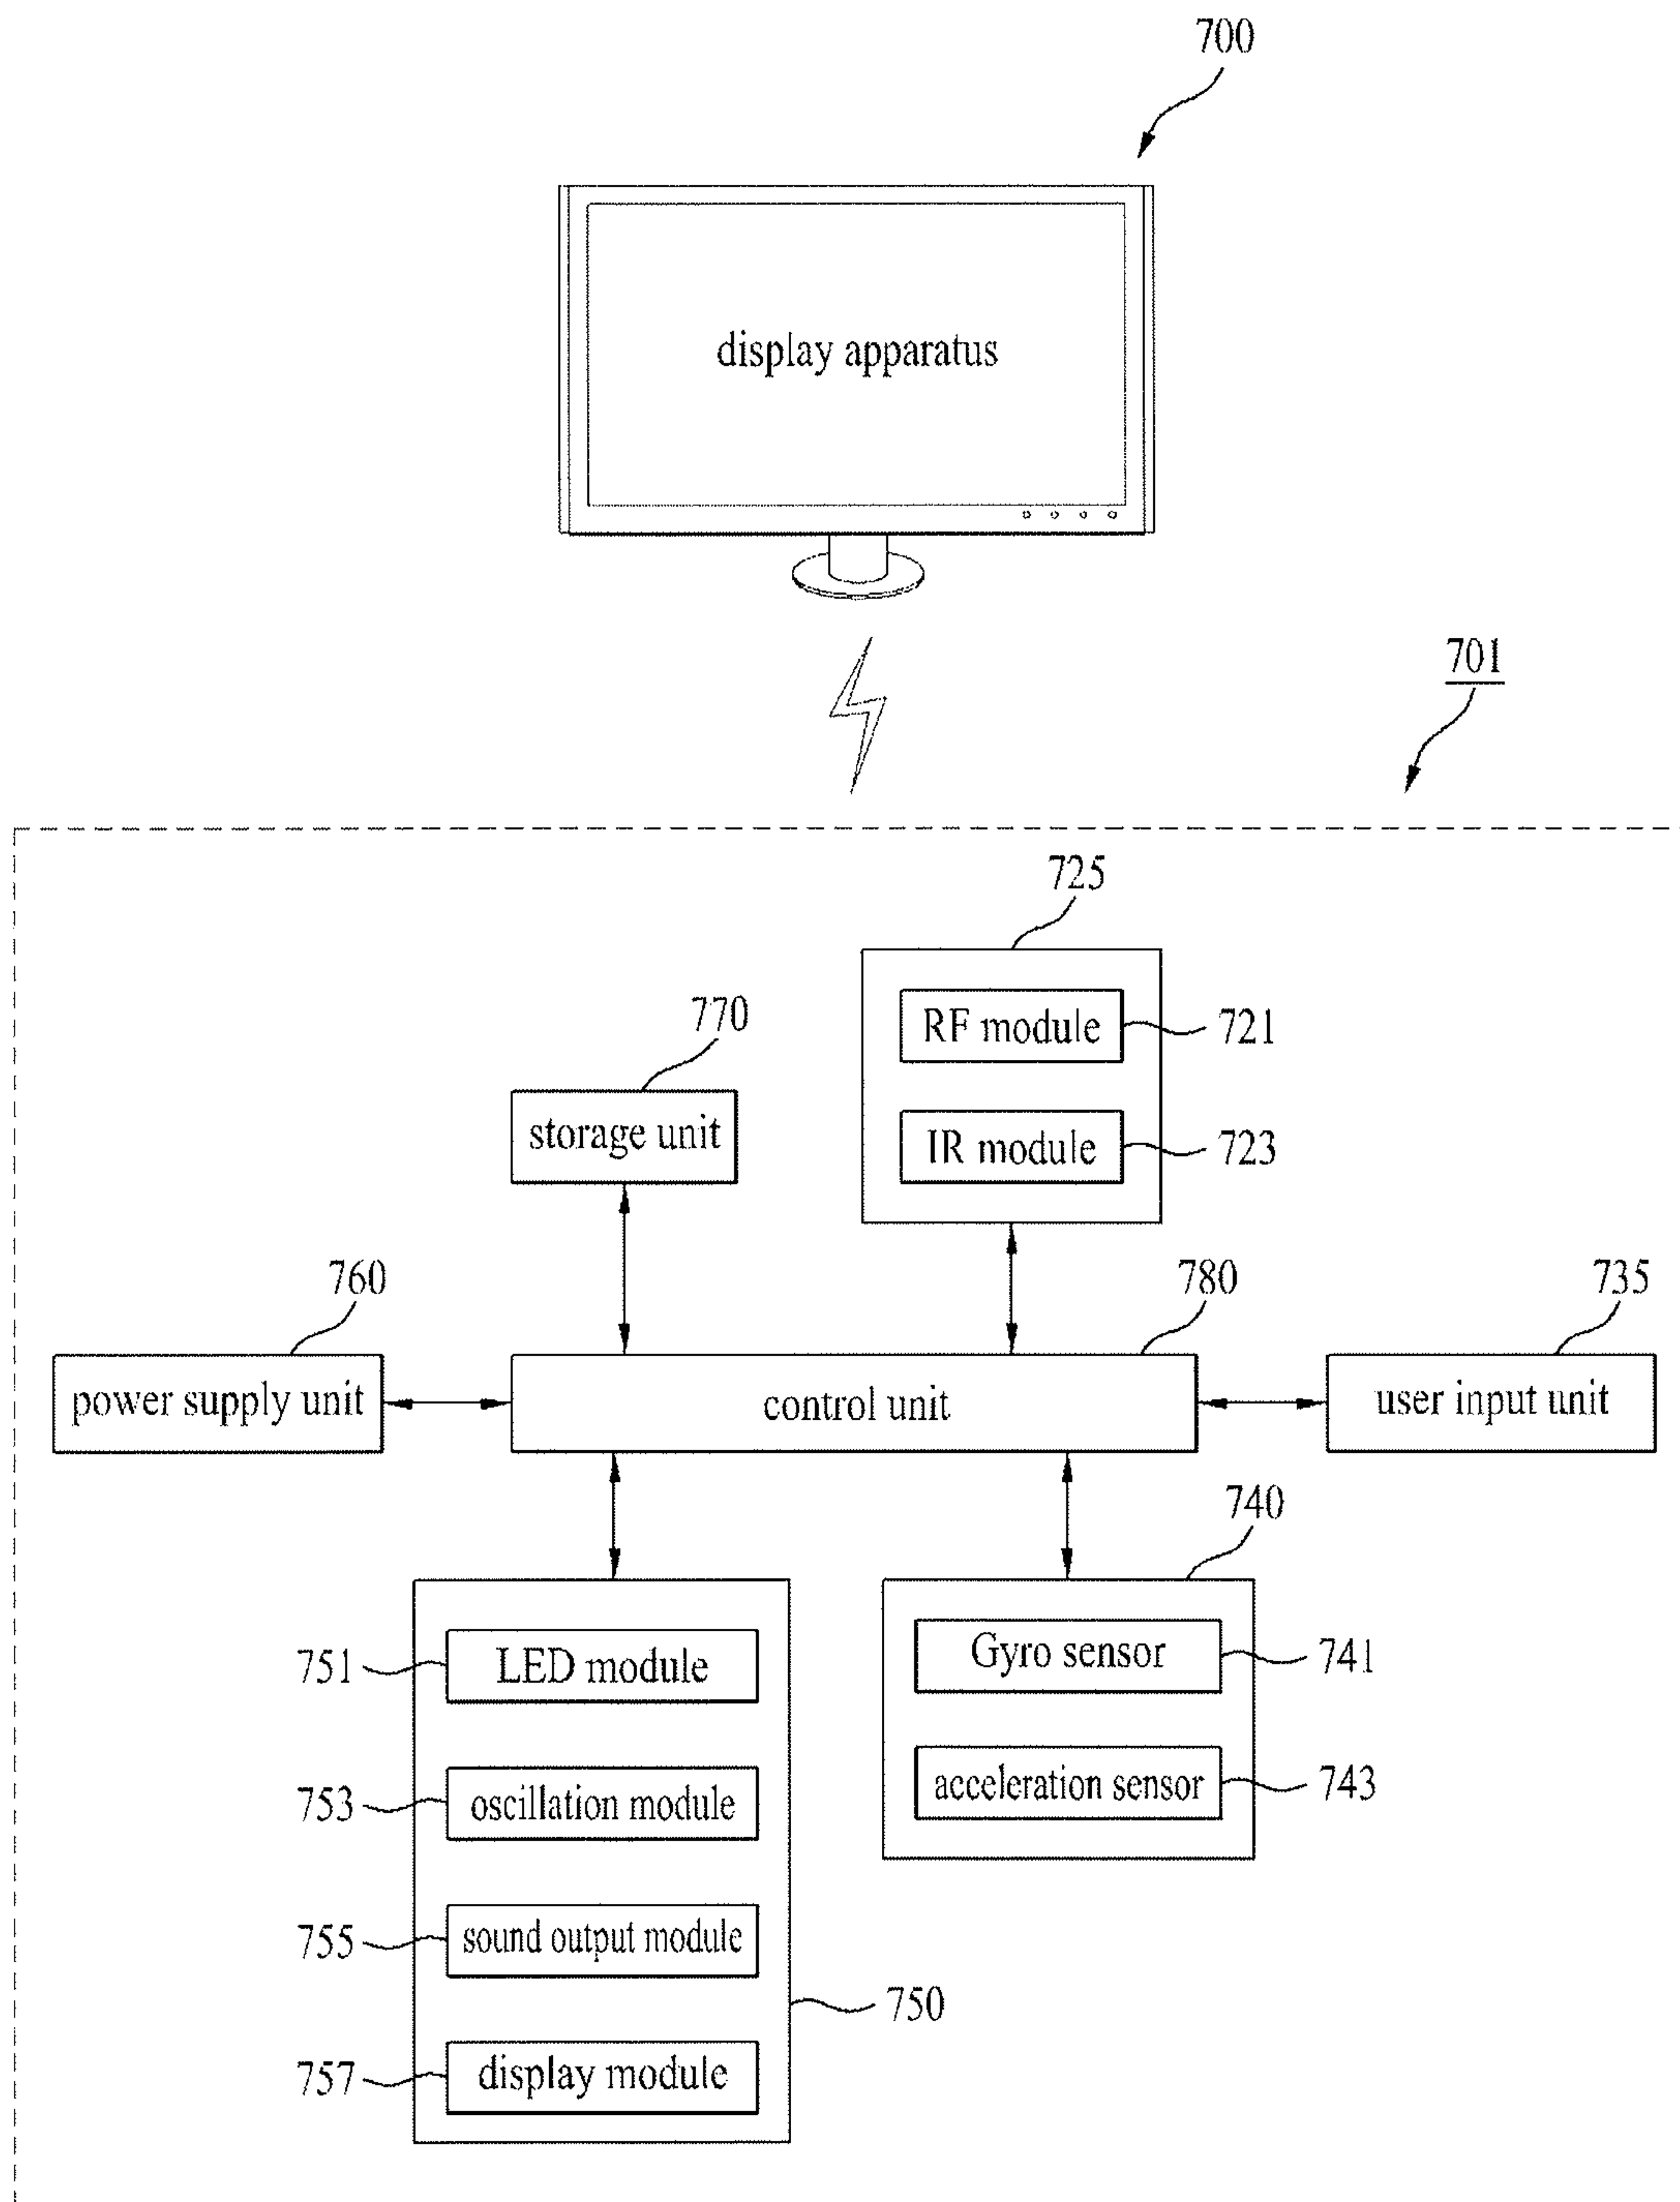 700
display apparatus
701
725
RF module
721
770
storage unit
IR module
723
760
780
735
power supply unit
control unit
user input unit
740
751
LED module
Gyro sensor
741
753
oscillation module
acceleration sensor
743
755
sound output module
750
757
display module